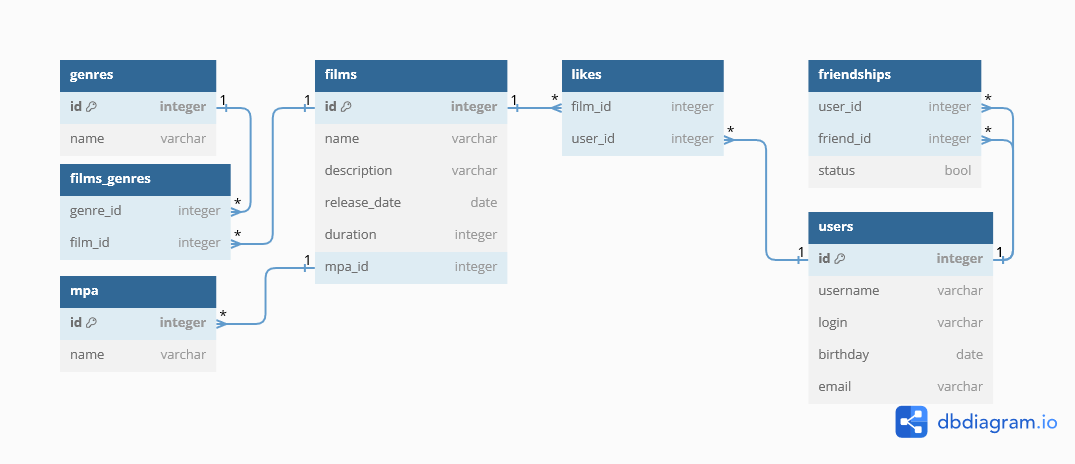 genres
id integer
name varchar
films_genres
genre_id integer
film_id integer
mpa
id integer
name varchar
films
id integer
name varchar
description varchar
release_date date
duration integer
mpa_id integer
likes
film_id integer
user_id integer
friendships
user_id integer
friend_id integer
status bool
users
id integer
username varchar
login varchar
birthday date
email varchar
1
*
1
*
1
*
1
*
*
1
*
*
1
dbdiagram.io